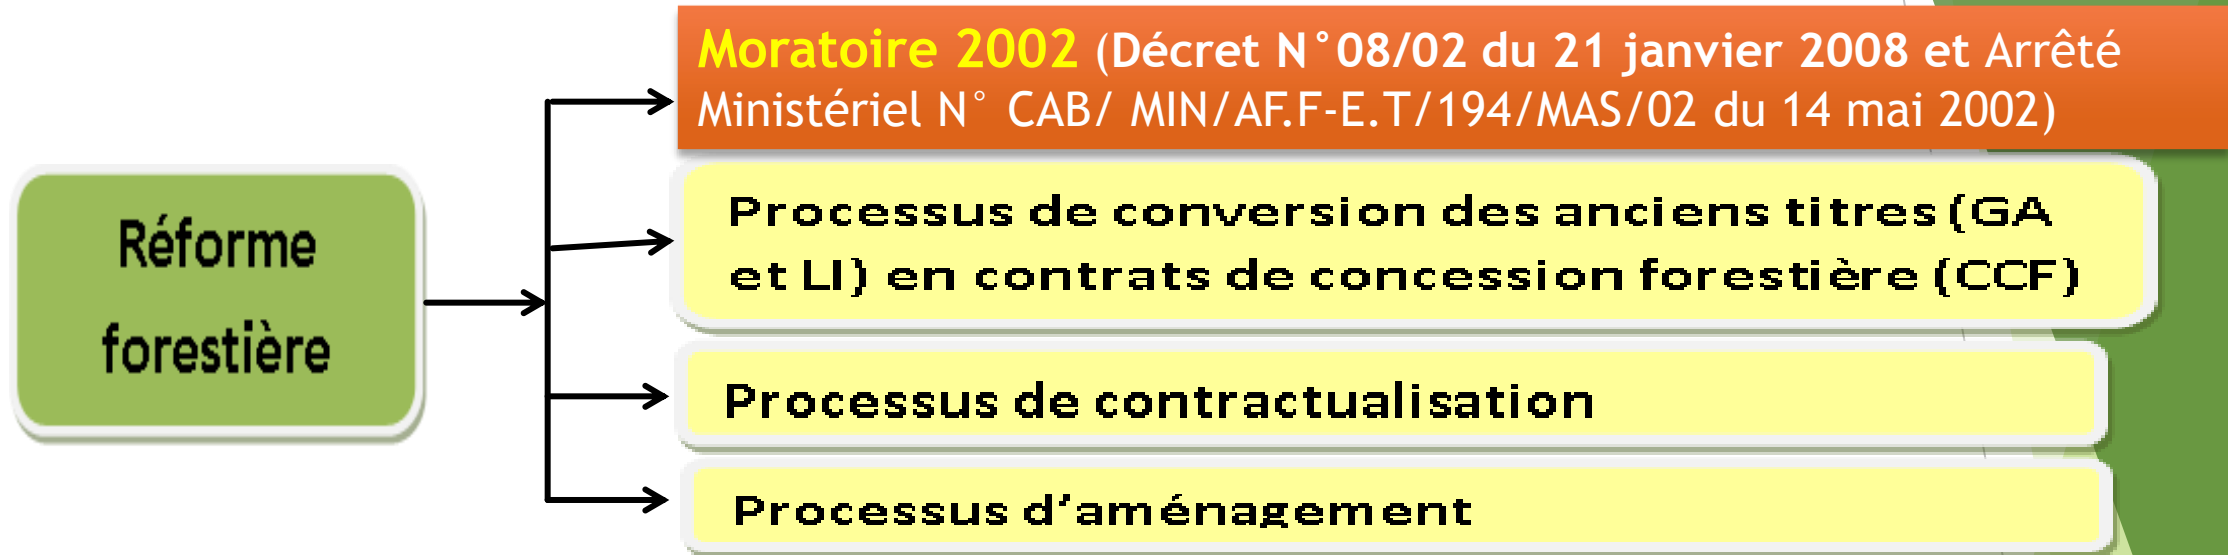 Réforme
forestière
Moratoire 2002 (Décret N°08/02 du 21 janvier 2008 et Arrêté
Ministériel N° CAB/ MIN/AF.F-E.T/194/MAS/02 du 14 mai 2002)
Processus de conversion des anciens titres (GA
et LI) en contrats de concession forestière (CCF)
Processus de contractualisation
Processus d'aménagement